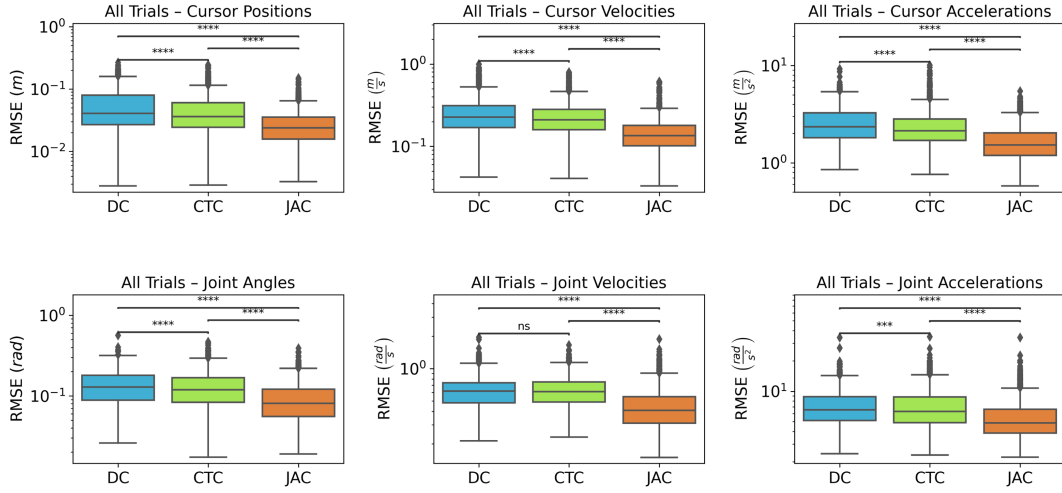 All Trials – Cursor Positions
RMSE (m)
10⁰
10⁻¹
10⁻²
****
****
****
DC
CTC
JAC
All Trials – Cursor Velocities
RMSE (m/s)
10⁰
10⁻¹
****
****
****
DC
CTC
JAC
All Trials – Cursor Accelerations
RMSE (m/s²)
10¹
10⁰
****
****
****
DC
CTC
JAC
All Trials – Joint Angles
RMSE (rad)
10⁰
10⁻¹
****
****
****
DC
CTC
JAC
All Trials – Joint Velocities
RMSE (rad/s)
10⁰
****
ns
****
DC
CTC
JAC
All Trials – Joint Accelerations
RMSE (rad/s²)
10¹
****
***
****
DC
CTC
JAC